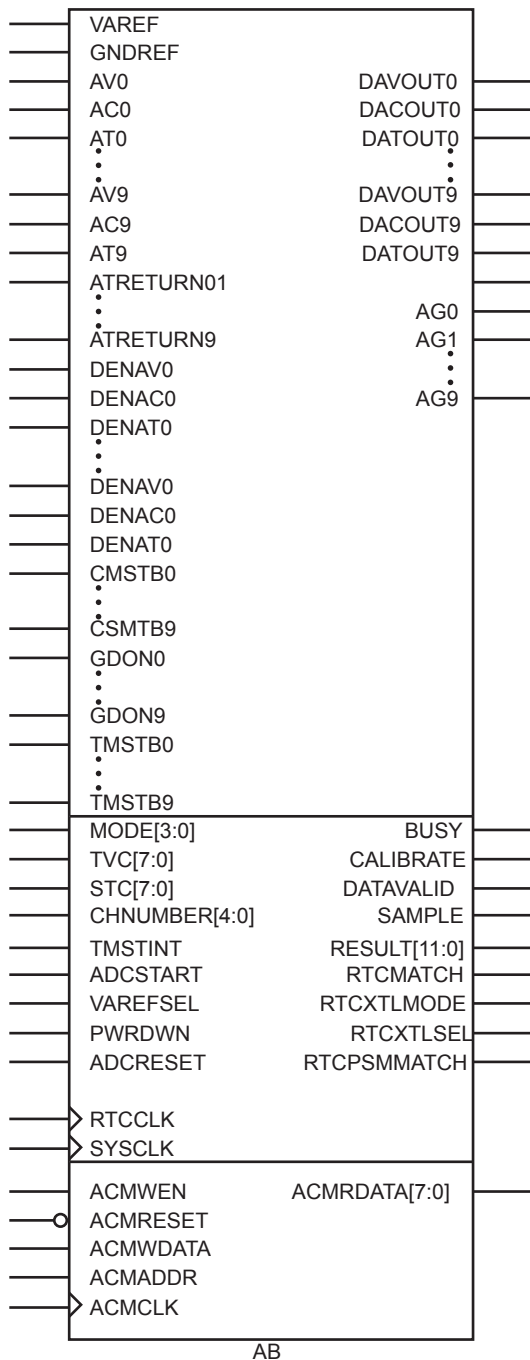 VAREF
GNDREF
AV0 DAVOUT0
AC0 DACOUT0
AT0 DATOUT0
AV9 DAVOUT9
AC9 DACOUT9
AT9 DATOUT9
ATRETURN01
AG0
ATRETURN9 AG1
DENAV0
DENAC0 AG9
DENAT0
DENAV0
DENAC0
DENAT0
CMSTB0
CSMTB9
GDON0
GDON9
TMSTB0
TMSTB9
MODE[3:0] BUSY
TVC[7:0] CALIBRATE
STC[7:0] DATAVALID
CHNUMBER[4:0] SAMPLE
TMSTINT RESULT[11:0]
ADCSTART RTCMATCH
VAREFSEL RTCXTLMODE
PWRDWN RTCXTLSEL
ADCRESET RTCPSMMATCH
RTCCLK
SYSCLK
ACMWEN ACMRDATA[7:0]
ACMRESET
ACMWDATA
ACMADDR
ACMCLK
AB